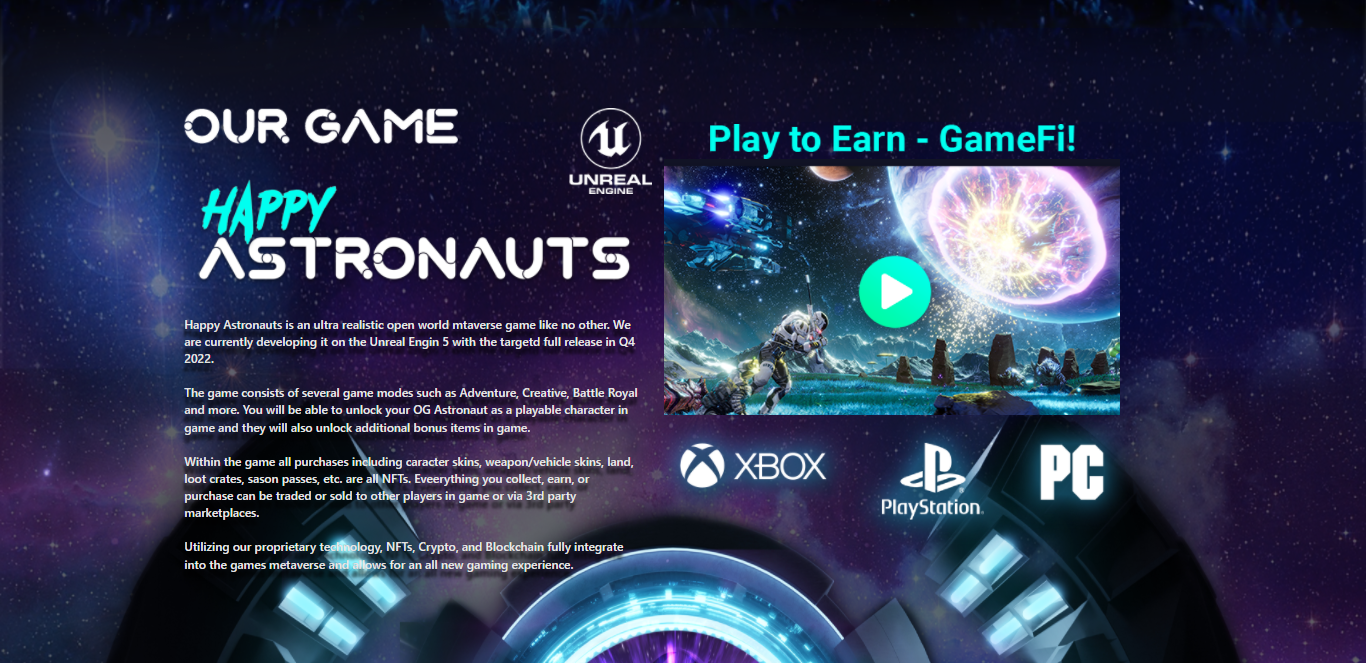 OUR GAME
UNREAL
ENGINE
HAPPY
ASTRONAUTS
Happy Astronauts is an ultra realistic open world mtaverse game like no other. We
are currently developing it on the Unreal Engin 5 with the targetd full release in Q4
2022.
The game consists of several game modes such as Adventure, Creative, Battle Royal
and more. You will be able to unlock your OG Astronaut as a playable character in
game and they will also unlock additional bonus items in game.
Within the game all purchases including caracter skins, weapon/vehicle skins, land,
loot crates, sason passes, etc. are all NFTs. Eveerything you collect, earn, or
purchase can be traded or sold to other players in game or via 3rd party
marketplaces.
Utilizing our proprietary technology, NFTs, Crypto, and Blockchain fully integrate
into the games metaverse and allows for an all new gaming experience.
Play to Earn - GameFi!
XBOX
PlayStation.
PC